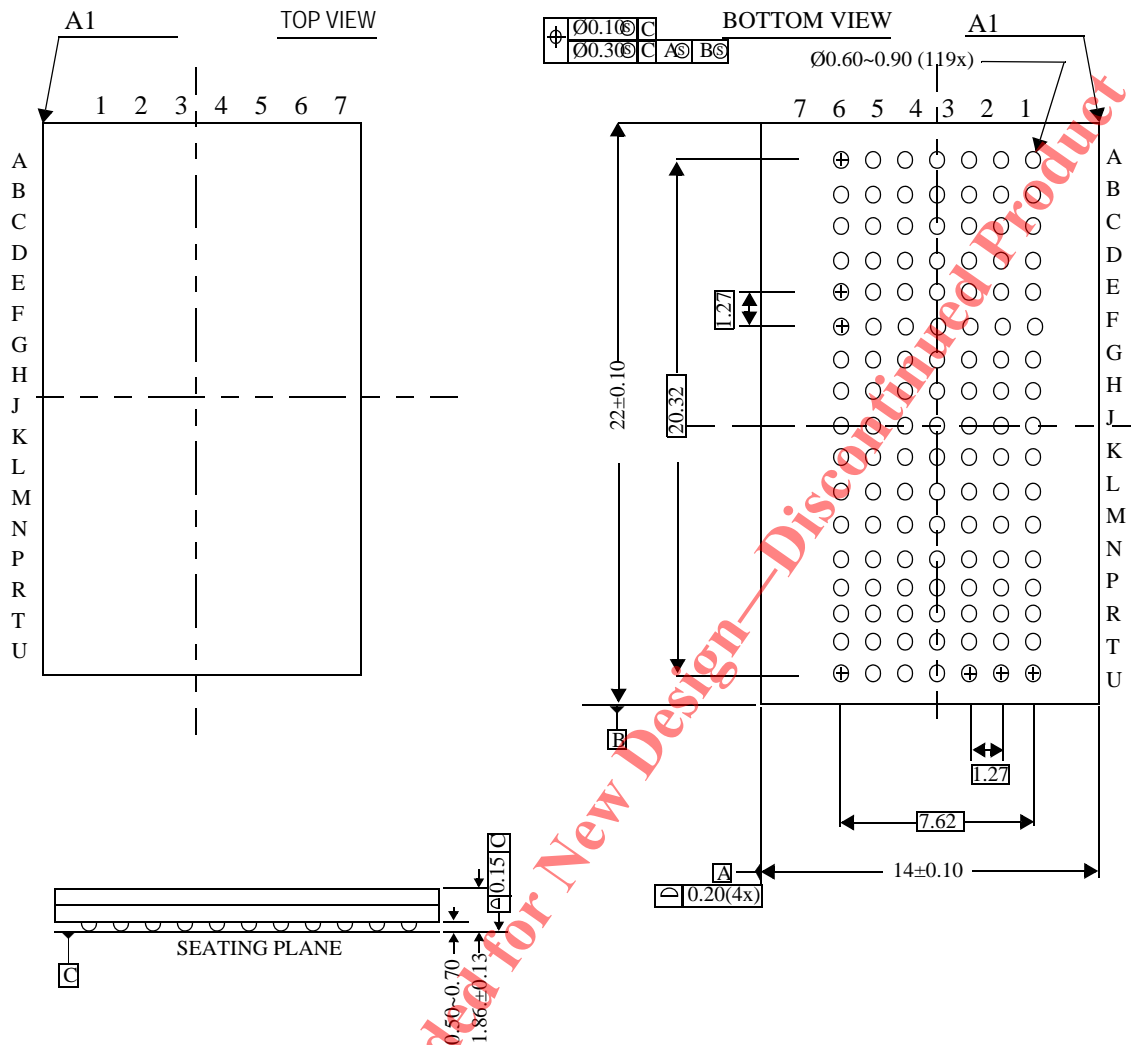 A1
TOP VIEW
1 2 3 4 5 6 7
A
B
C
D
E
F
G
H
J
K
L
M
N
P
R
T
U
Ø0.10Ⓢ C
Ø0.30Ⓢ C AⓈ BⓈ
BOTTOM VIEW
A1
Ø0.60~0.90 (119x)
7 6 5 4 3 2 1
A
B
C
D
E
F
G
H
J
K
L
M
N
P
R
T
U
1.27
22±0.10
20.32
B
1.27
7.62
A
14±0.10
0.20(4x)
0.15 C
SEATING PLANE
C
0.50~0.70
1.86.±0.13
ded for New Design—Discontinued Product